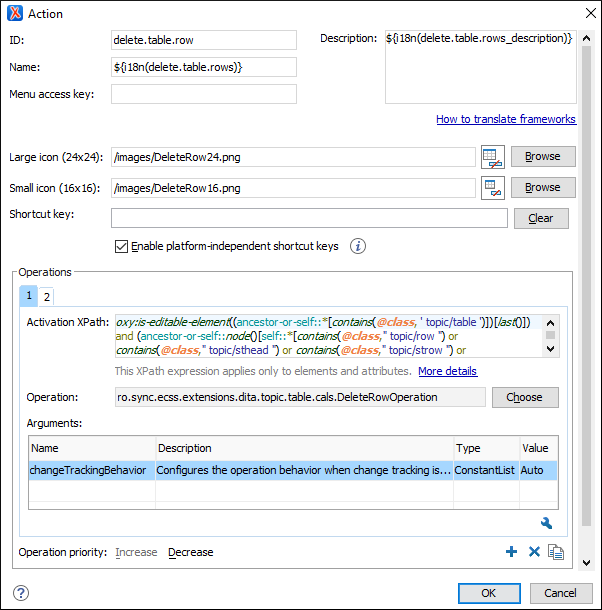 Action
ID: delete.table.row Description: ${i18n(delete.table.rows_description)}
Name: ${i18n(delete.table.rows)}
Menu access key:
How to translate frameworks
Large icon (24x24): /images/DeleteRow24.png Browse
Small icon (16x16): /images/DeleteRow16.png Browse
Shortcut key: Clear
Enable platform-independent shortcut keys
Operations
1 2
Activation XPath: oxy:is-editable-element((ancestor-or-self::*[contains(@class, ' topic/table ')])[last()])
and (ancestor-or-self::node()[self::*[contains(@class," topic/row ") or
contains(@class," topic/sthead ") or contains(@class," topic/strow ") or
This XPath expression applies only to elements and attributes. More details
Operation: ro.sync.ecss.extensions.dita.topic.table.cals.DeleteRowOperation Choose
Arguments:
Name Description Type Value
changeTrackingBehavior Configures the operation behavior when change tracking is... ConstantList Auto
Operation priority: Increase Decrease
OK Cancel